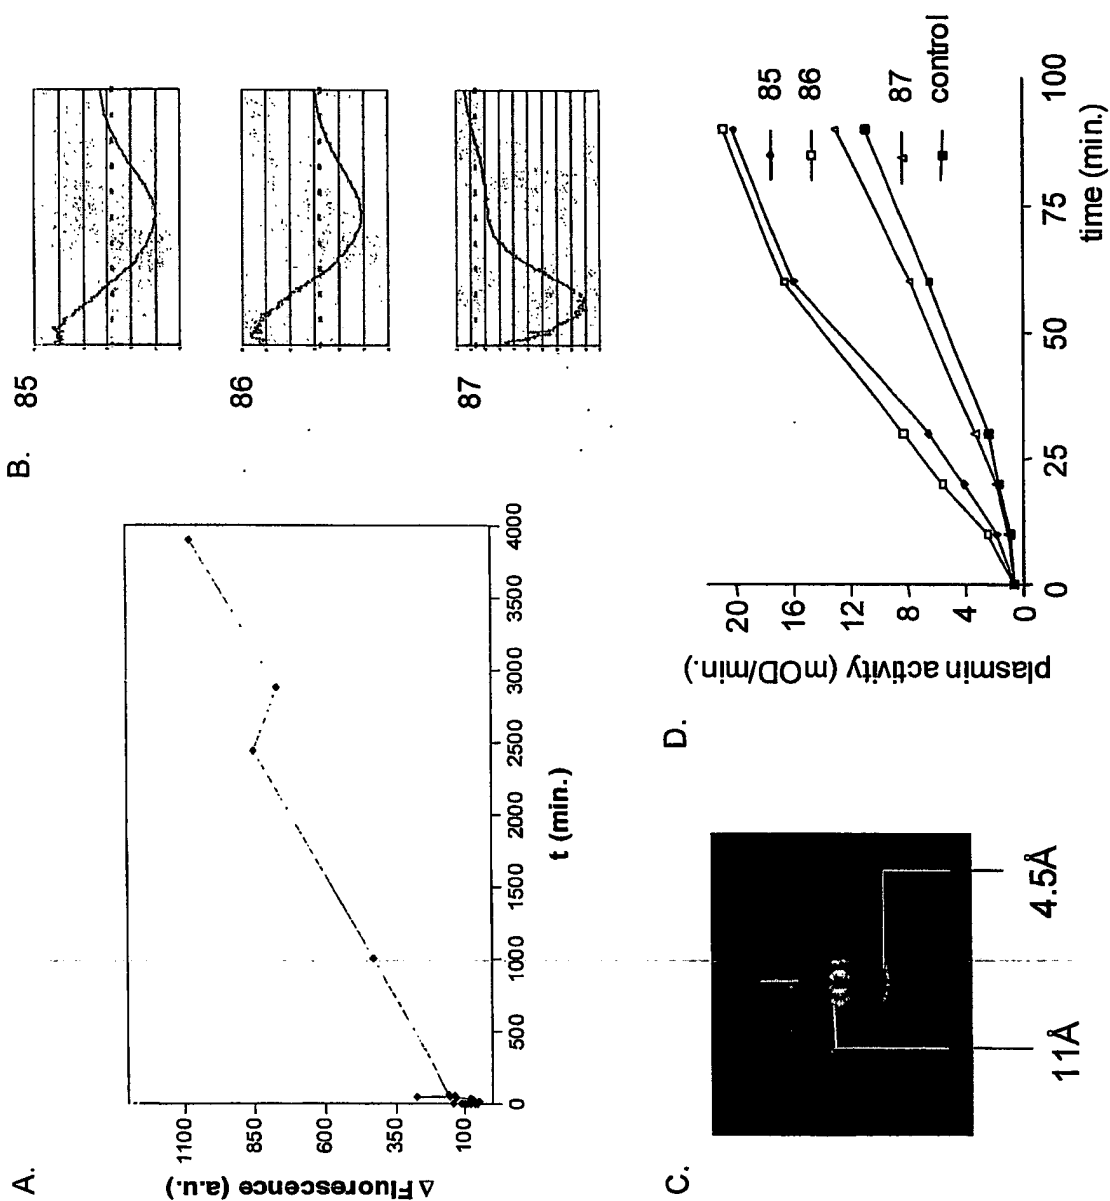 A.
Δ Fluorescence (a.u.)
1100
850
600
350
100
0
500
1000
1500
2000
2500
3000
3500
4000
t (min.)
B.
85
86
87
C.
11Å
4.5Å
D.
plasmin activity (mOD/min.)
20
16
12
8
4
0
0
25
50
75
100
time (min.)
85
86
87
control